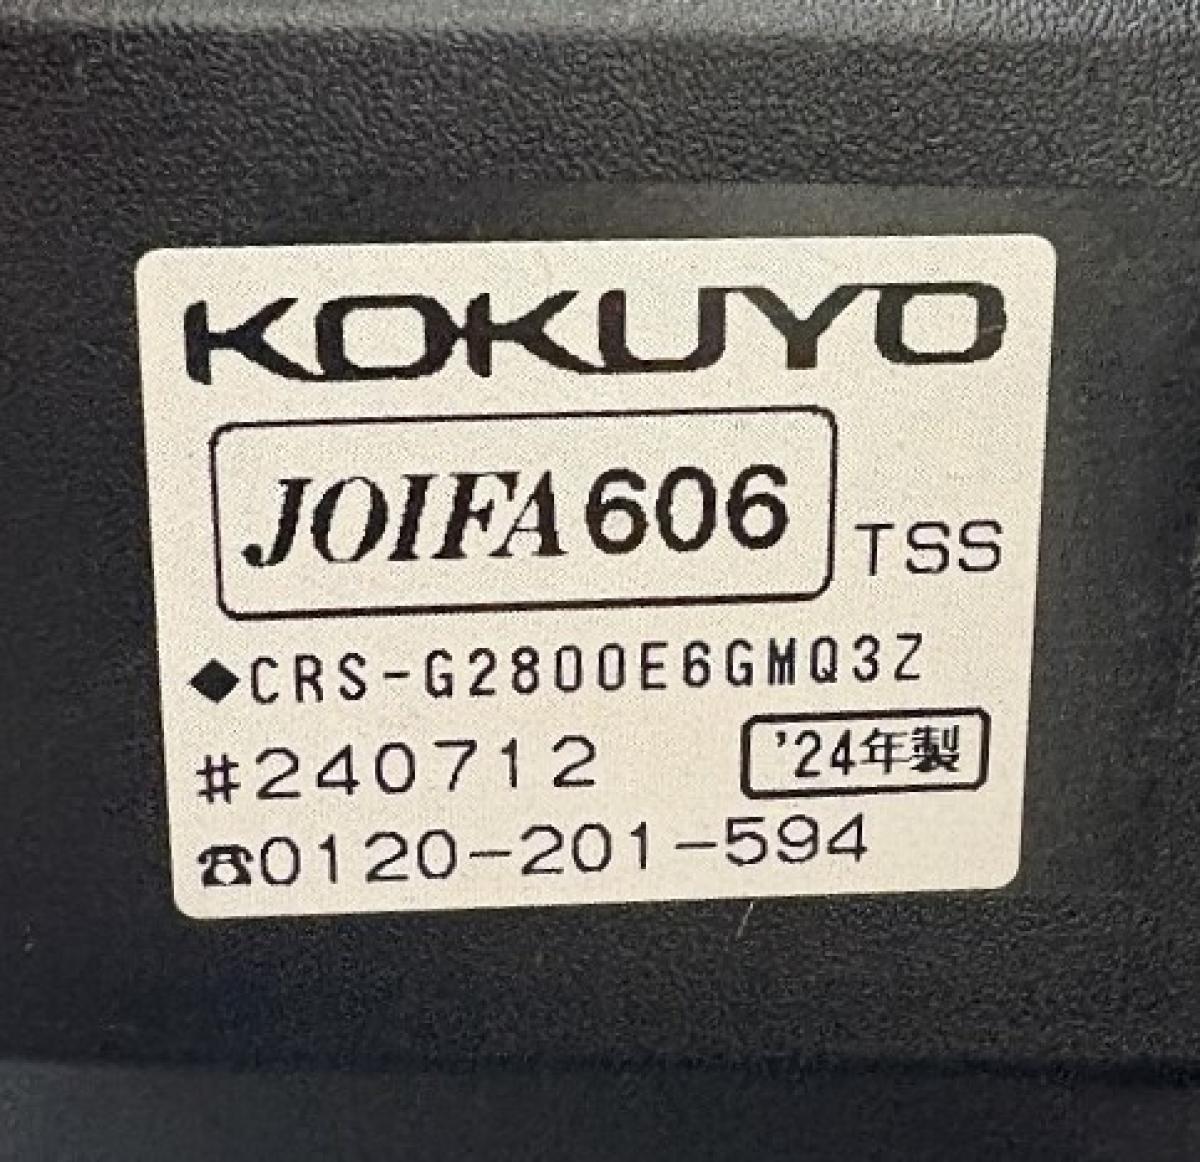 KOKUYO
JOIFA606 TSS
◆CRS-G2800E6GMQ3Z
#240712 '24年製
☎0120-201-594